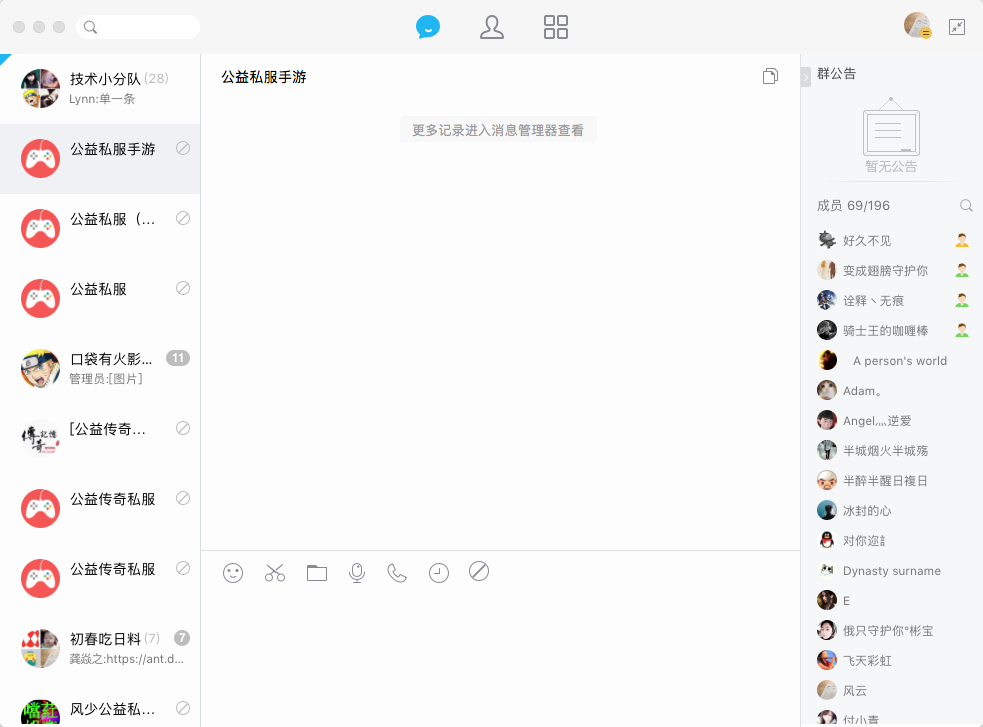 技术小分队 (28)
Lynn:单一条
公益私服手游
公益私服（...
公益私服
口袋有火影... 11
管理员:[图片]
[公益传奇...
公益传奇私服
公益传奇私服
初春吃日料 (7) 7
龚焱之:https://ant.d...
风少公益私...
公益私服手游
更多记录进入消息管理器查看
群公告
暂无公告
成员 69/196
好久不见
变成翅膀守护你
诠释丶无痕
骑士王的咖喱棒
A person's world
Adam。
Angel灬逆爱
半城烟火半城殇
半醉半醒日複日
冰封的心
对你迩訁
Dynasty surname
E
俄只守护你°彬宝
飞天彩虹
风云
付小青